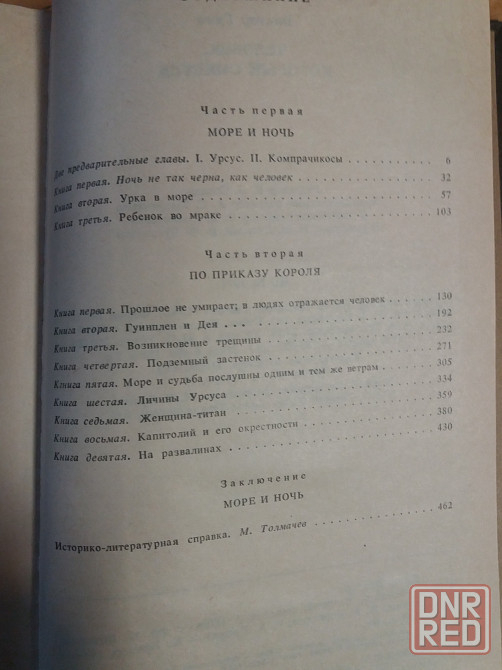 Часть первая
МОРЕ И НОЧЬ
Две предварительные главы. I. Урсус. II. Компрачикосы . . . . . . . . . . . 6
Книга первая. Ночь не так черна, как человек . . . . . . . . . . . . . . . 32
Книга вторая. Урка в море . . . . . . . . . . . . . . . . . . . . . . . 57
Книга третья. Ребенок во мраке . . . . . . . . . . . . . . . . . . . . 103
Часть вторая
ПО ПРИКАЗУ КОРОЛЯ
Книга первая. Прошлое не умирает; в людях отражается человек . . . . . 130
Книга вторая. Гуинплен и Дея . . . . . . . . . . . . . . . . . . . . . 192
Книга третья. Возникновение трещины . . . . . . . . . . . . . . . . . 232
Книга четвертая. Подземный застенок . . . . . . . . . . . . . . . . . 271
Книга пятая. Море и судьба послушны одним и тем же ветрам . . . . . . 305
Книга шестая. Личины Урсуса . . . . . . . . . . . . . . . . . . . . . 334
Книга седьмая. Женщина-титан . . . . . . . . . . . . . . . . . . . . 359
Книга восьмая. Капитолий и его окрестности . . . . . . . . . . . . . . 380
Книга девятая. На развалинах . . . . . . . . . . . . . . . . . . . . . 430
Заключение
МОРЕ И НОЧЬ
Историко-литературная справка. М. Толмачев . . . . . . . . . . . . . . 462
DNR
RED